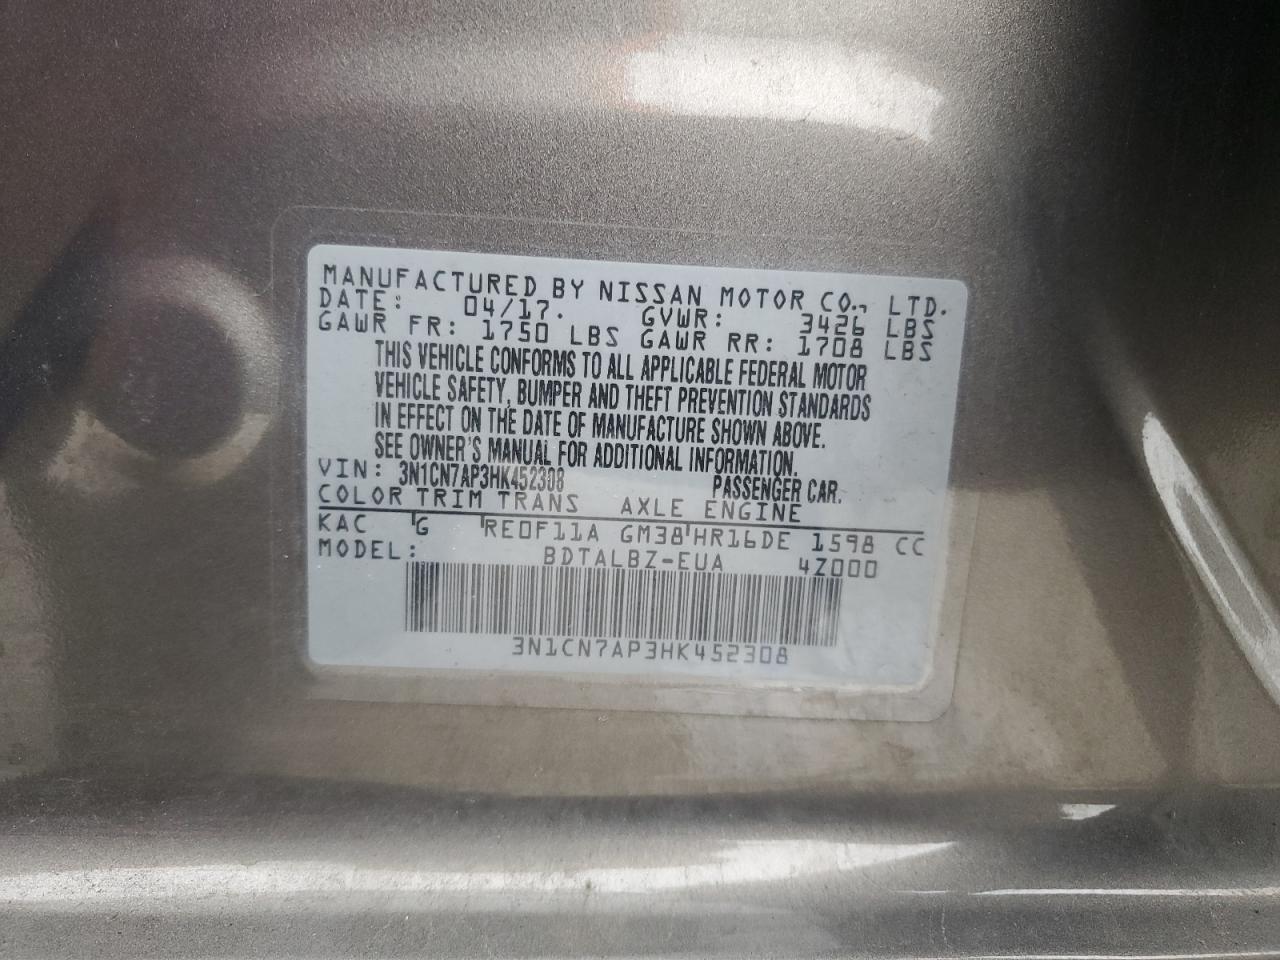 MANUFACTURED BY NISSAN MOTOR CO., LTD.
DATE: 04/17. GVWR: 3426 LBS
GAWR FR: 1750 LBS GAWR RR: 1708 LBS
THIS VEHICLE CONFORMS TO ALL APPLICABLE FEDERAL MOTOR
VEHICLE SAFETY, BUMPER AND THEFT PREVENTION STANDARDS
IN EFFECT ON THE DATE OF MANUFACTURE SHOWN ABOVE.
SEE OWNER'S MANUAL FOR ADDITIONAL INFORMATION.
VIN: 3N1CN7AP3HK452308 PASSENGER CAR.
COLOR TRIM TRANS AXLE ENGINE
KAC G RE0F11A GM38 HR16DE 1598 CC
MODEL: BDTALBZ-EUA 4Z000
3N1CN7AP3HK452308